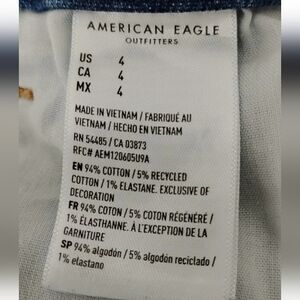 AMERICAN EAGLE
OUTFITTERS
US 4
CA 4
MX 4
MADE IN VIETNAM / FABRIQUÉ AU
VIETNAM / HECHO EN VIETNAM
RN 54485 / CA 03873
RFC# AEM120605U9A
EN 94% COTTON / 5% RECYCLED
COTTON / 1% ELASTANE. EXCLUSIVE OF
DECORATION
FR 94% COTON / 5% COTON RÉGÉNÉRÉ /
1% ÉLASTHANNE. À L'EXCEPTION DE LA
GARNITURE
SP 94% algodón / 5% algodón reciclado /
1% elastano